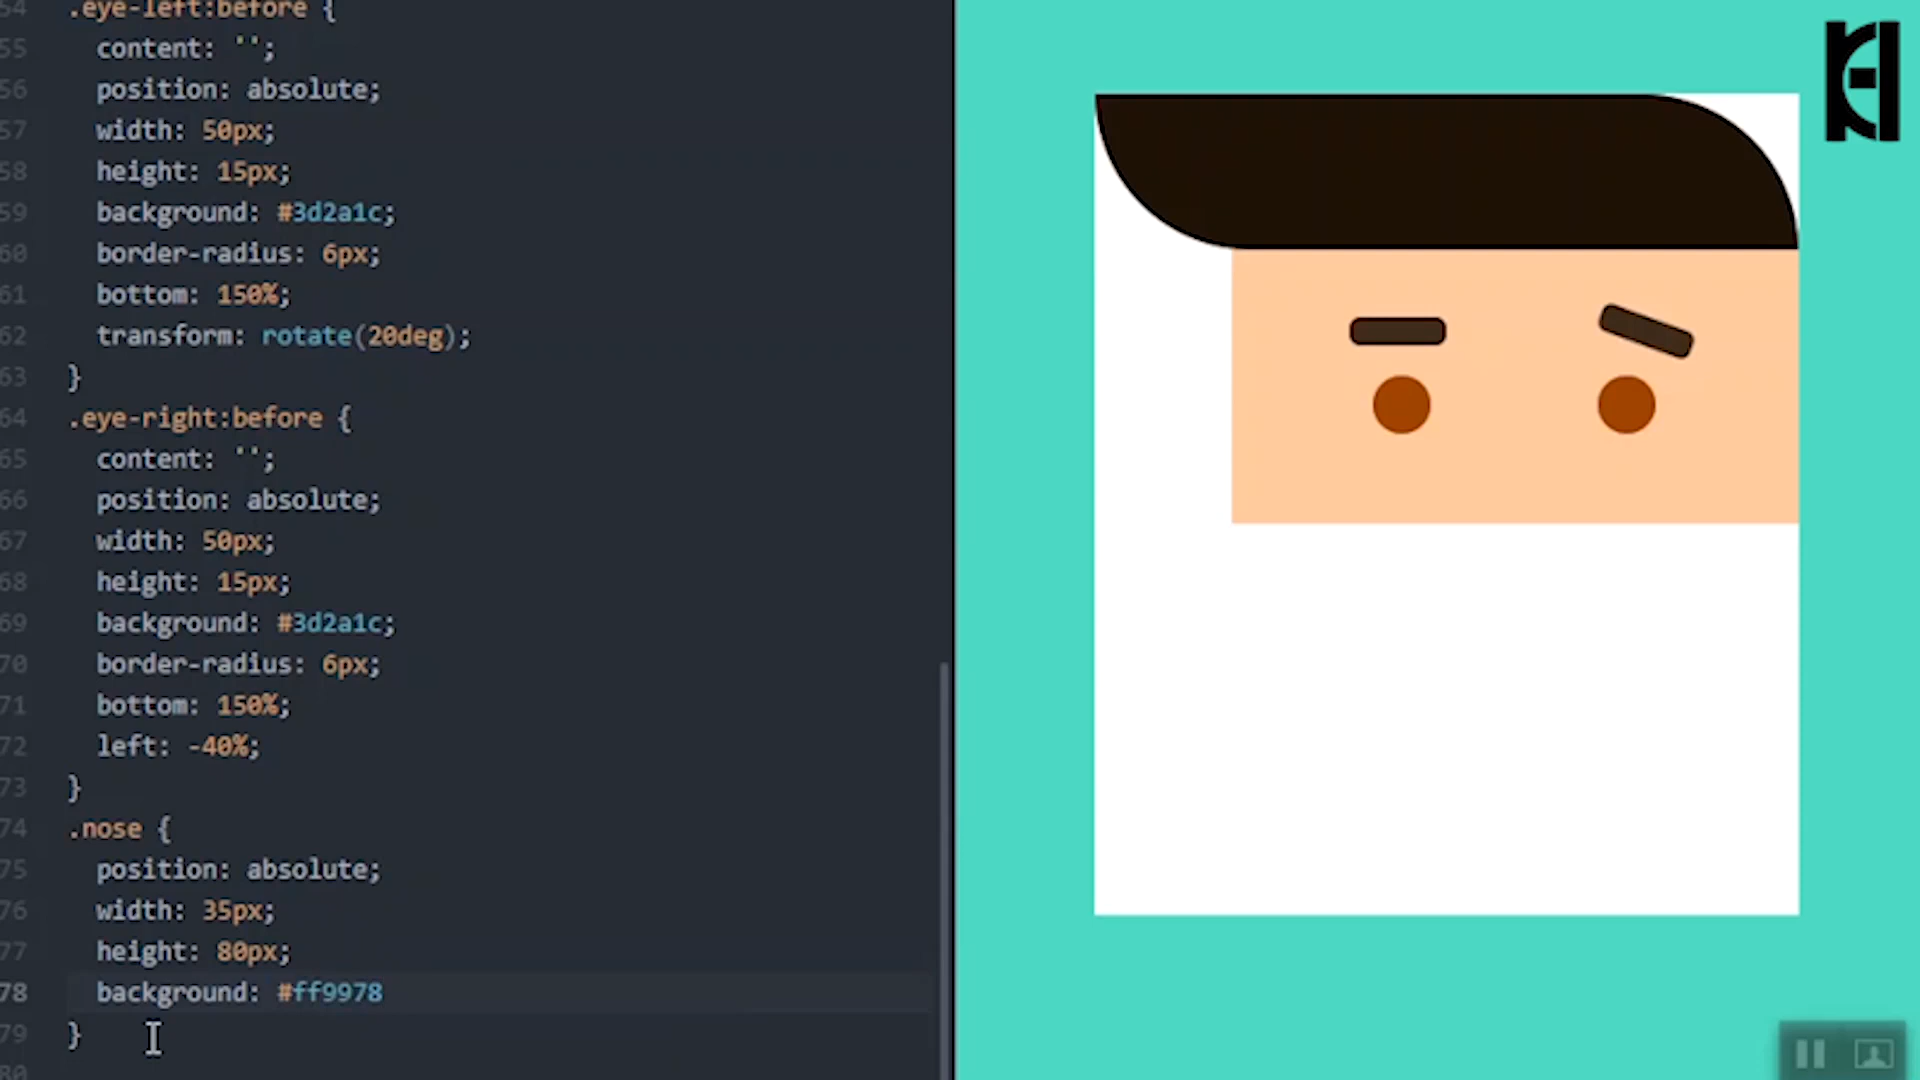 54 .eye-left:before {
55 content: '';
56 position: absolute;
57 width: 50px;
58 height: 15px;
59 background: #3d2a1c;
60 border-radius: 6px;
61 bottom: 150%;
62 transform: rotate(20deg);
63 }
64 .eye-right:before {
65 content: '';
66 position: absolute;
67 width: 50px;
68 height: 15px;
69 background: #3d2a1c;
70 border-radius: 6px;
71 bottom: 150%;
72 left: -40%;
73 }
74 .nose {
75 position: absolute;
76 width: 35px;
77 height: 80px;
78 background: #ff9978
79 }
80